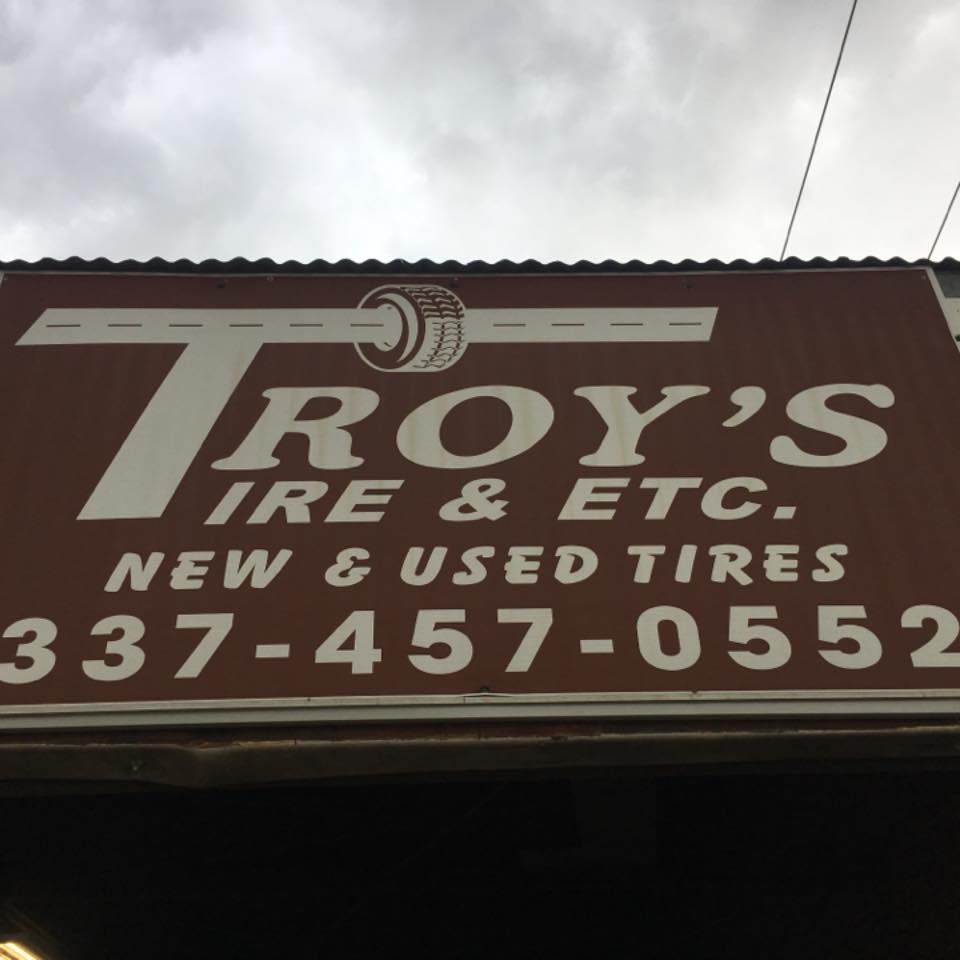 TROY'S
TIRE & ETC.
NEW & USED TIRES
337-457-0552